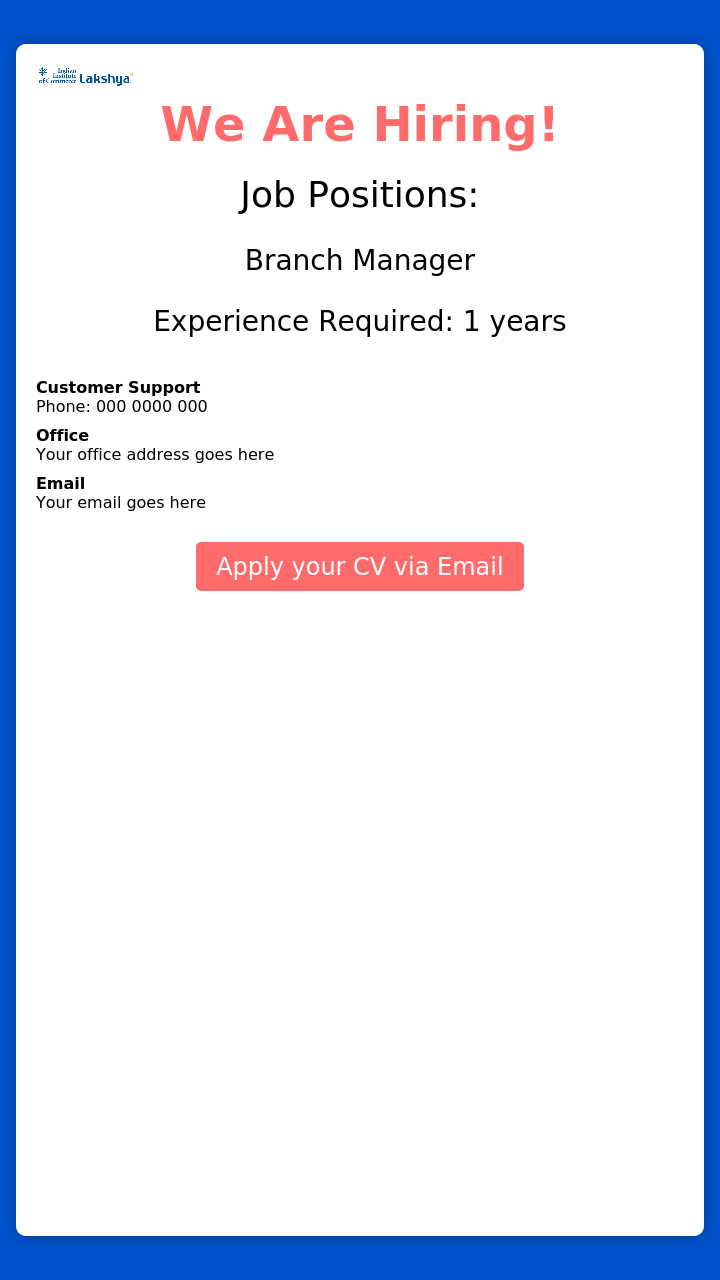 Indian
Institute
of Commerce
Lakshya
We Are Hiring!
Job Positions:
Branch Manager
Experience Required: 1 years
Customer Support
Phone: 000 0000 000
Office
Your office address goes here
Email
Your email goes here
Apply your CV via Email